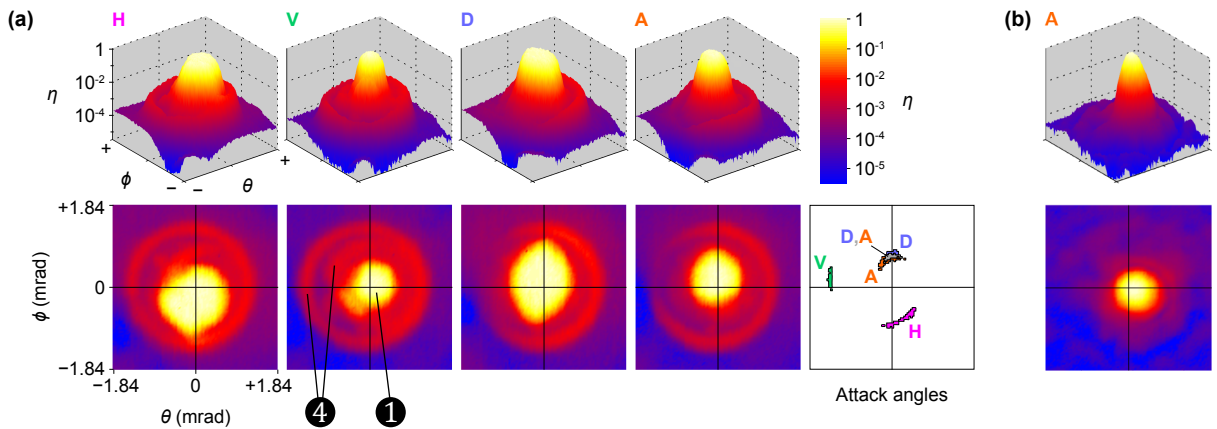 (a)
H
V
D
A
(b)
A
1
10⁻²
10⁻⁴
η
+
ϕ
−
−
θ
+
1
10⁻¹
10⁻²
10⁻³
10⁻⁴
10⁻⁵
η
+1.84
0
−1.84
ϕ (mrad)
−1.84
0
+1.84
θ (mrad)
4
1
D,A
D
V
A
H
Attack angles